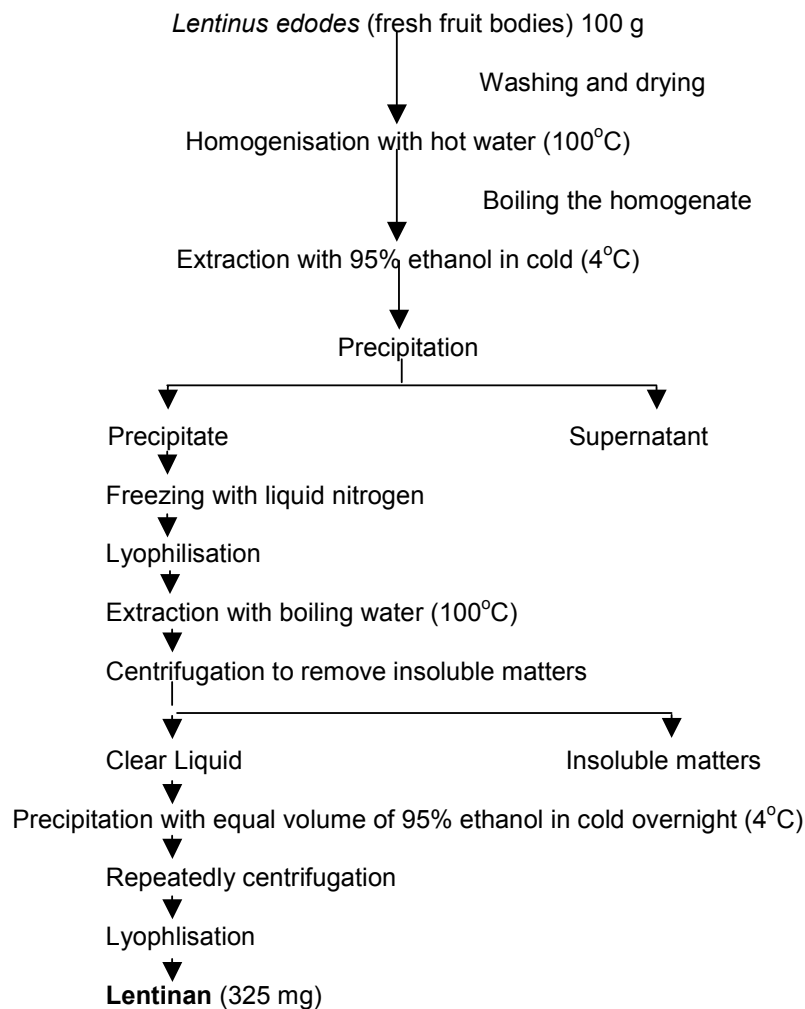 Lentinus edodes (fresh fruit bodies) 100 g
Washing and drying
Homogenisation with hot water (100°C)
Boiling the homogenate
Extraction with 95% ethanol in cold (4°C)
Precipitation
Precipitate Supernatant
Freezing with liquid nitrogen
Lyophilisation
Extraction with boiling water (100°C)
Centrifugation to remove insoluble matters
Clear Liquid Insoluble matters
Precipitation with equal volume of 95% ethanol in cold overnight (4°C)
Repeatedly centrifugation
Lyophlisation
Lentinan (325 mg)